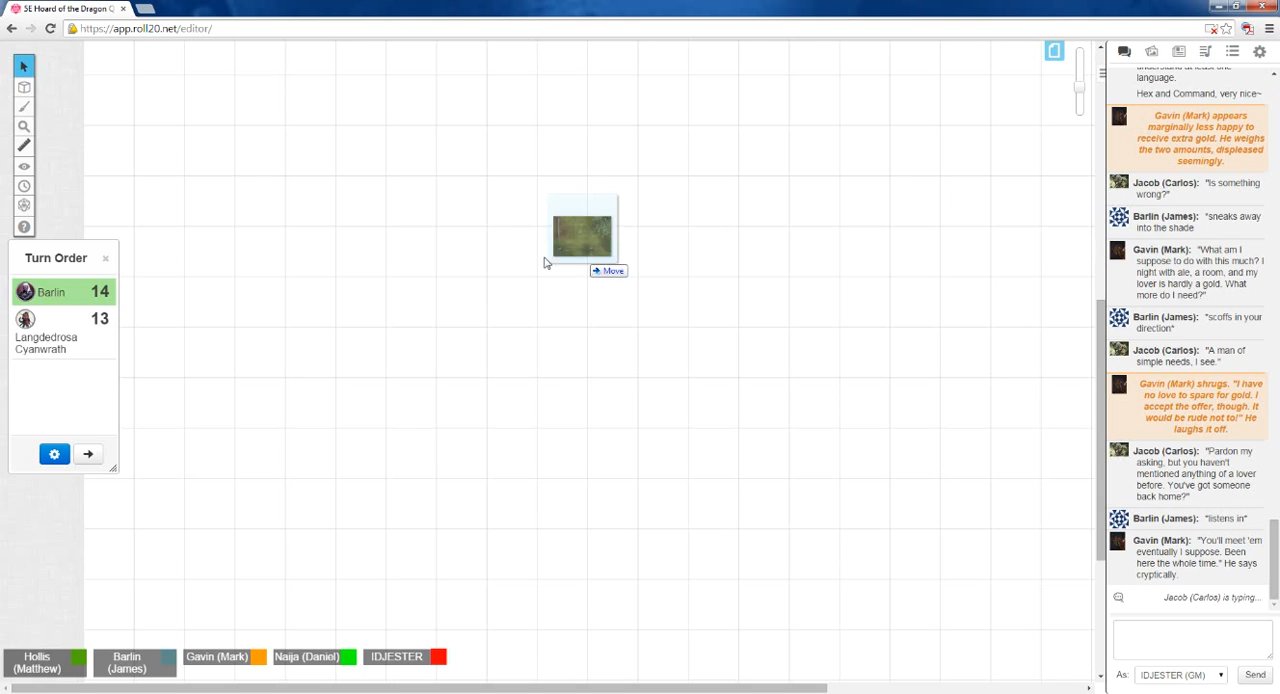 5E Hoard of the Dragon Q
https://app.roll20.net/editor/
Move
Turn Order
Barlin 14
13
Langdedrosa
Cyanwrath
Hollis
(Matthew)
Barlin
(James)
Gavin (Mark)
Naija (Daniel)
IDJESTER
language.
Hex and Command, very nice~
Gavin (Mark) appears
marginally less happy to
receive extra gold. He weighs
the two amounts, displeased
seemingly.
Jacob (Carlos): "Is something
wrong?"
Barlin (James): "sneaks away
into the shade
Gavin (Mark): "What am I
suppose to do with this much? I
night with ale, a room, and my
lover is hardly a gold. What
more do I need?"
Barlin (James): "scoffs in your
direction*
Jacob (Carlos): "A man of
simple needs, I see."
Gavin (Mark) shrugs. "I have
no love to spare for gold. I
accept the offer, though. It
would be rude not to!" He
laughs it off.
Jacob (Carlos): "Pardon my
asking, but you haven't
mentioned anything of a lover
before. You've got someone
back home?"
Barlin (James): "listens in"
Gavin (Mark): "You'll meet 'em
eventually I suppose. Been
here the whole time." He says
cryptically.
Jacob (Carlos) is typing...
As: IDJESTER (GM) Send